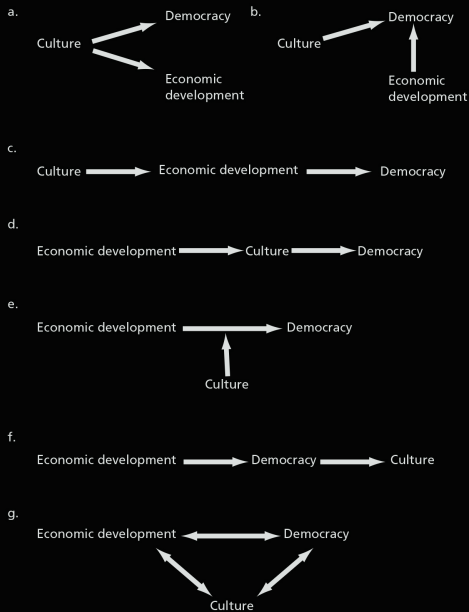 a.
Democracy
Culture
Economic
development
b.
Democracy
Culture
Economic
development
c.
Culture Economic development Democracy
d.
Economic development Culture Democracy
e.
Economic development Democracy
Culture
f.
Economic development Democracy Culture
g.
Economic development Democracy
Culture